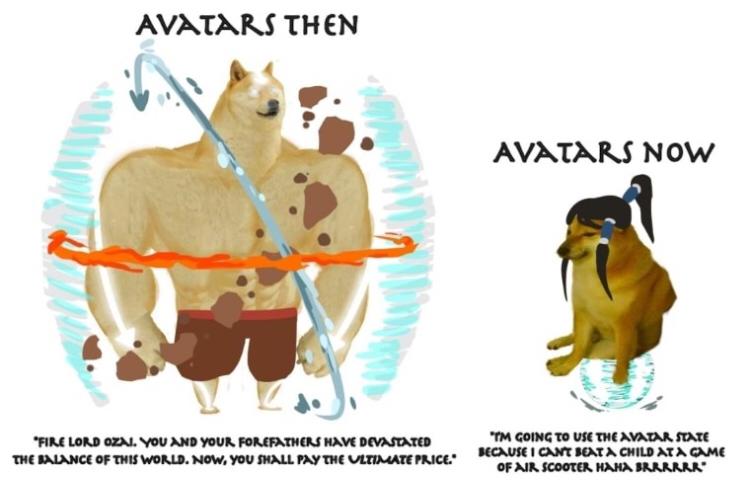 AVATARS THEN
AVATARS NOW
"FIRE LORD OZAI. YOU AND YOUR FOREFATHERS HAVE DEVASTATED
THE BALANCE OF THIS WORLD. NOW, YOU SHALL PAY THE ULTIMATE PRICE."
"I'M GOING TO USE THE AVATAR STATE
BECAUSE I CAN'T BEAT A CHILD AT A GAME
OF AIR SCOOTER HAHA BRRRRRR"